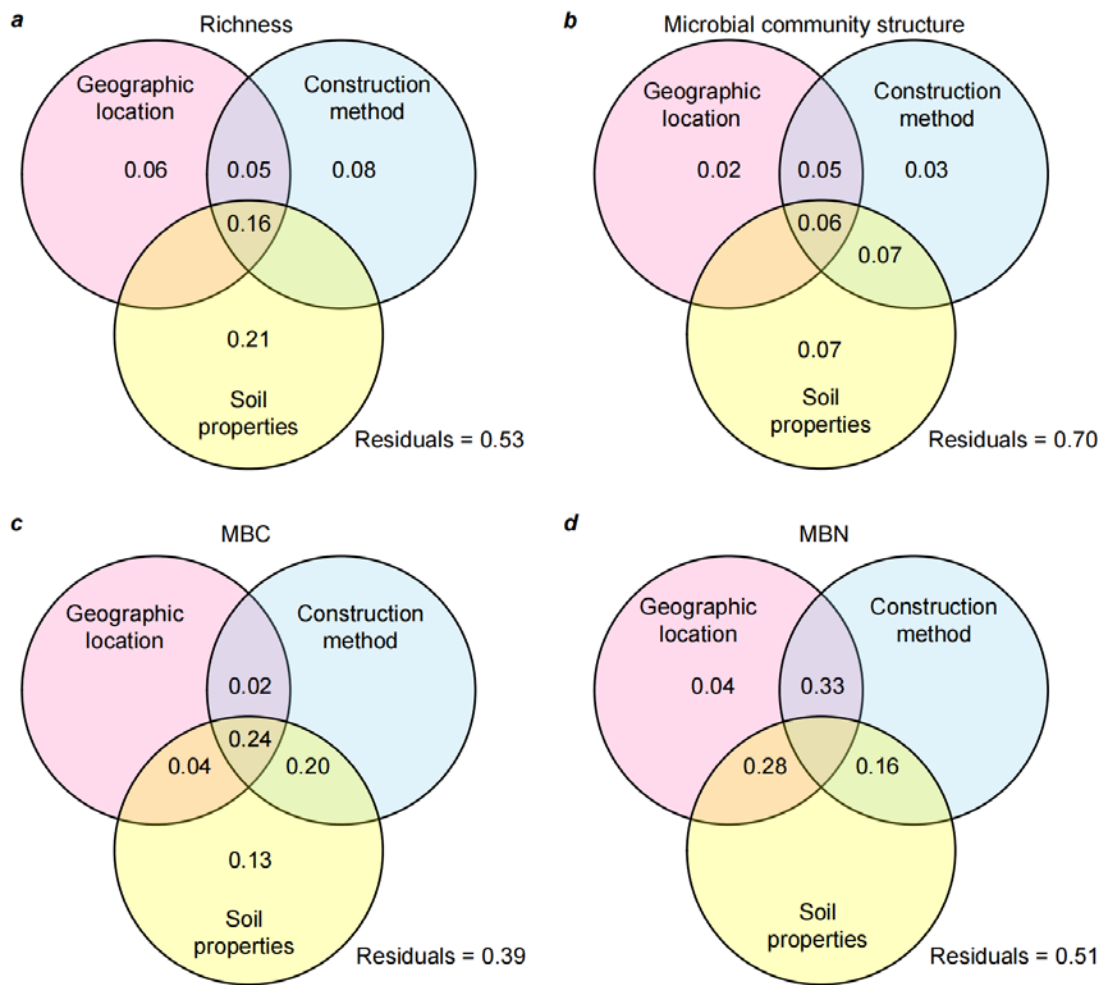 a
Richness
Geographic
location
Construction
method
0.06
0.05
0.08
0.16
0.21
Soil
properties
Residuals = 0.53
b
Microbial community structure
Geographic
location
Construction
method
0.02
0.05
0.03
0.06
0.07
0.07
Soil
properties
Residuals = 0.70
c
MBC
Geographic
location
Construction
method
0.02
0.24
0.04
0.20
0.13
Soil
properties
Residuals = 0.39
d
MBN
Geographic
location
Construction
method
0.04
0.33
0.28
0.16
Soil
properties
Residuals = 0.51